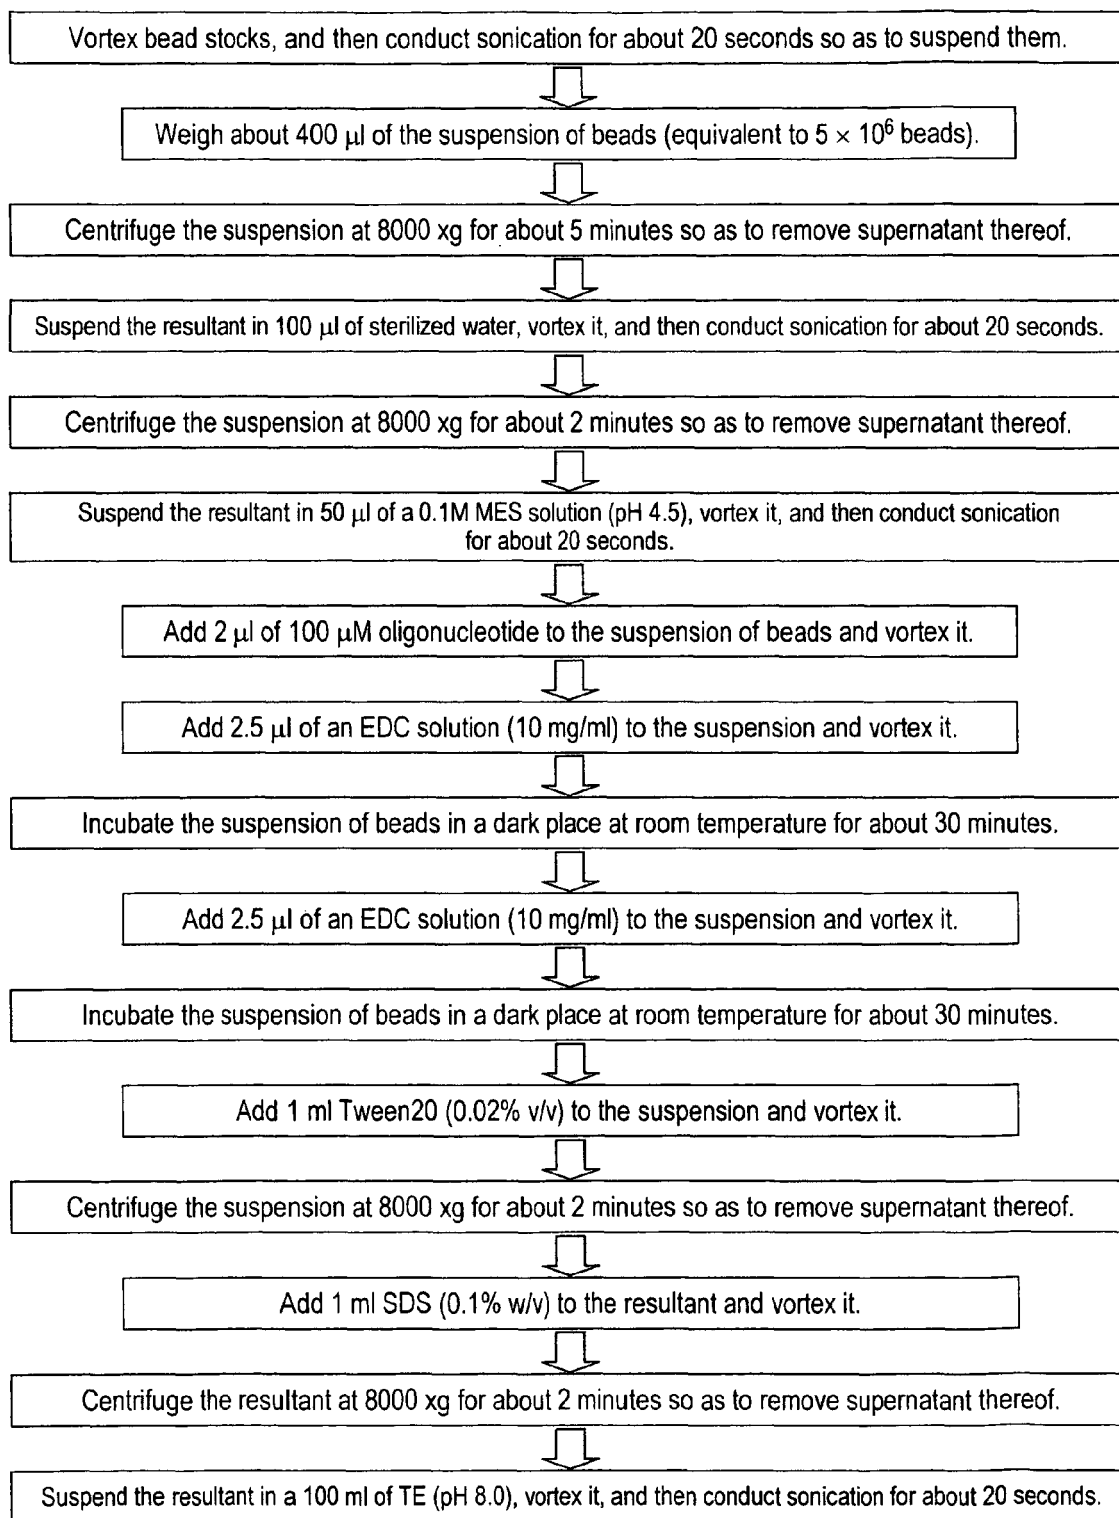 Vortex bead stocks, and then conduct sonication for about 20 seconds so as to suspend them.
Weigh about 400 µl of the suspension of beads (equivalent to 5 × 10⁶ beads).
Centrifuge the suspension at 8000 xg for about 5 minutes so as to remove supernatant thereof.
Suspend the resultant in 100 µl of sterilized water, vortex it, and then conduct sonication for about 20 seconds.
Centrifuge the suspension at 8000 xg for about 2 minutes so as to remove supernatant thereof.
Suspend the resultant in 50 µl of a 0.1M MES solution (pH 4.5), vortex it, and then conduct sonication
for about 20 seconds.
Add 2 µl of 100 µM oligonucleotide to the suspension of beads and vortex it.
Add 2.5 µl of an EDC solution (10 mg/ml) to the suspension and vortex it.
Incubate the suspension of beads in a dark place at room temperature for about 30 minutes.
Add 2.5 µl of an EDC solution (10 mg/ml) to the suspension and vortex it.
Incubate the suspension of beads in a dark place at room temperature for about 30 minutes.
Add 1 ml Tween20 (0.02% v/v) to the suspension and vortex it.
Centrifuge the suspension at 8000 xg for about 2 minutes so as to remove supernatant thereof.
Add 1 ml SDS (0.1% w/v) to the resultant and vortex it.
Centrifuge the resultant at 8000 xg for about 2 minutes so as to remove supernatant thereof.
Suspend the resultant in a 100 ml of TE (pH 8.0), vortex it, and then conduct sonication for about 20 seconds.